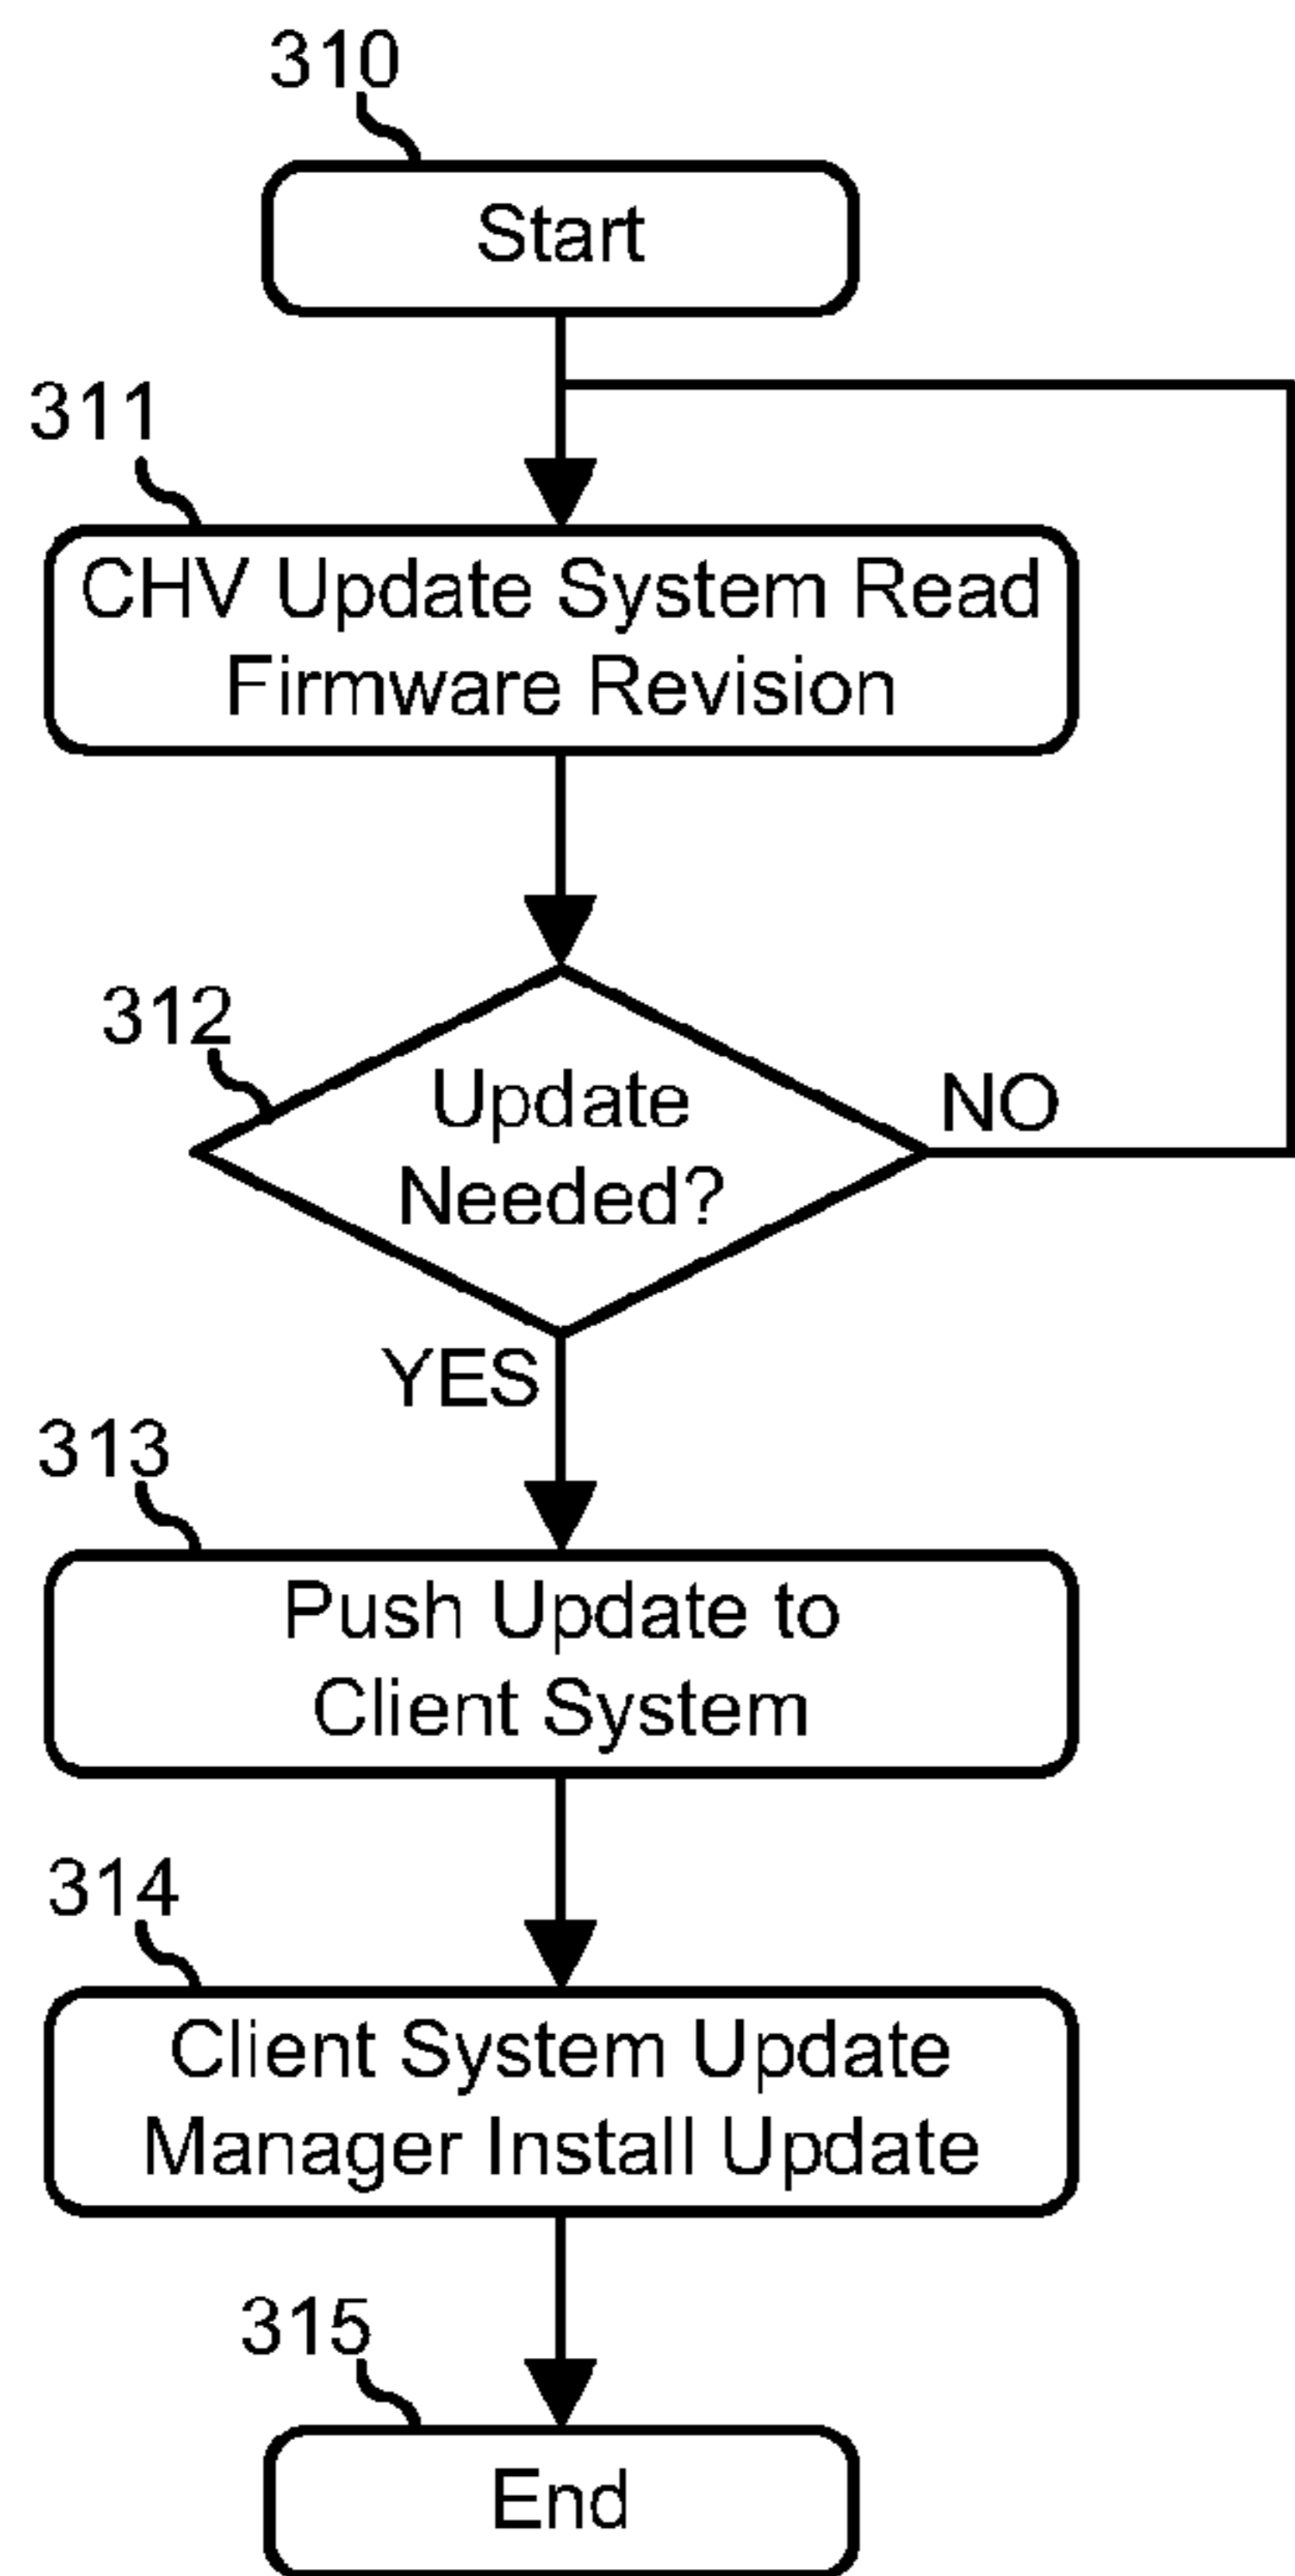 310
Start
311
CHV Update System Read
Firmware Revision
312
Update
Needed?
NO
YES
313
Push Update to
Client System
314
Client System Update
Manager Install Update
315
End